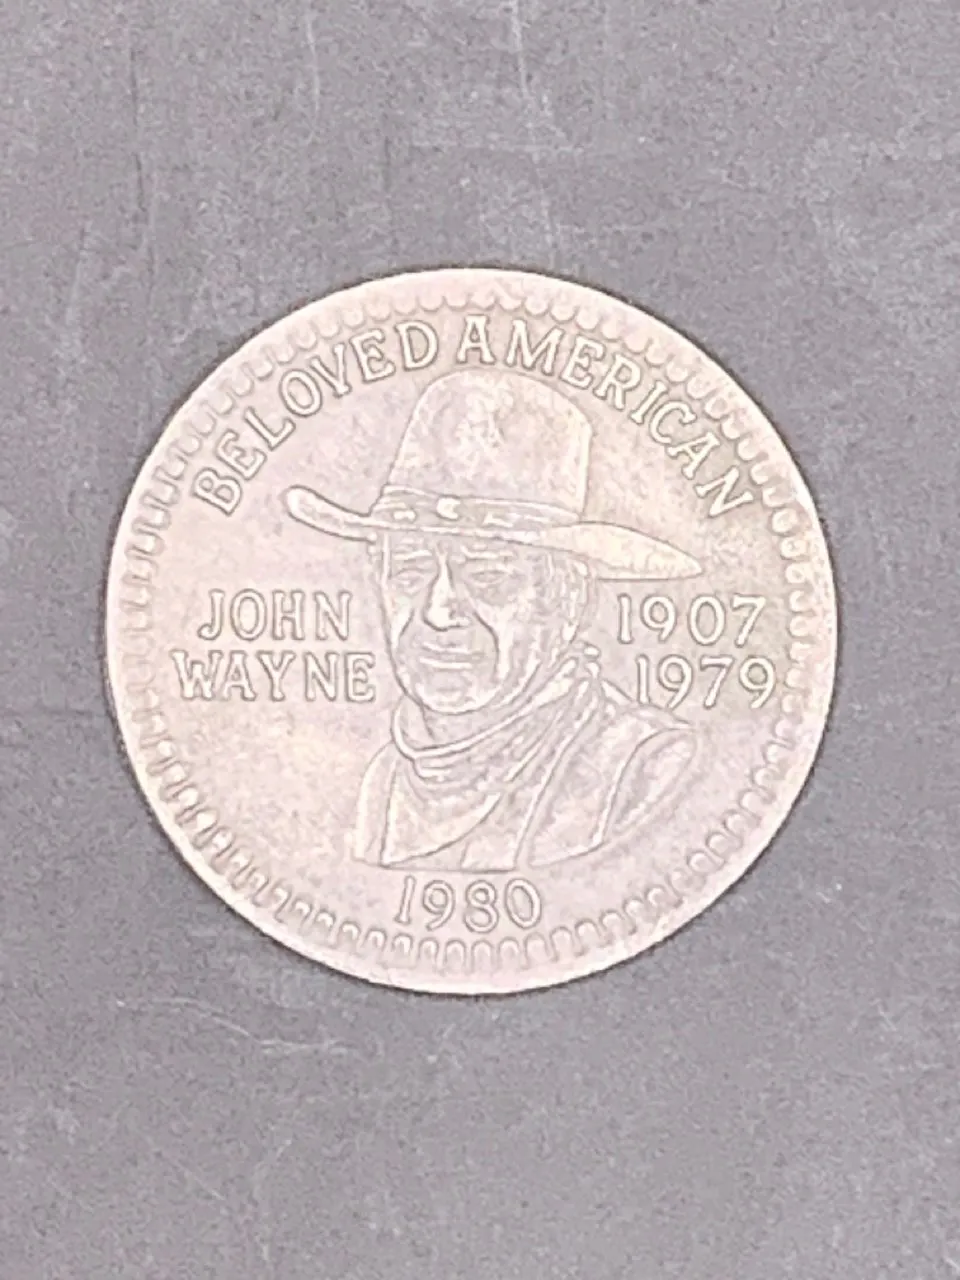 BELOVED AMERICAN
JOHN
WAYNE
1907
1979
1980